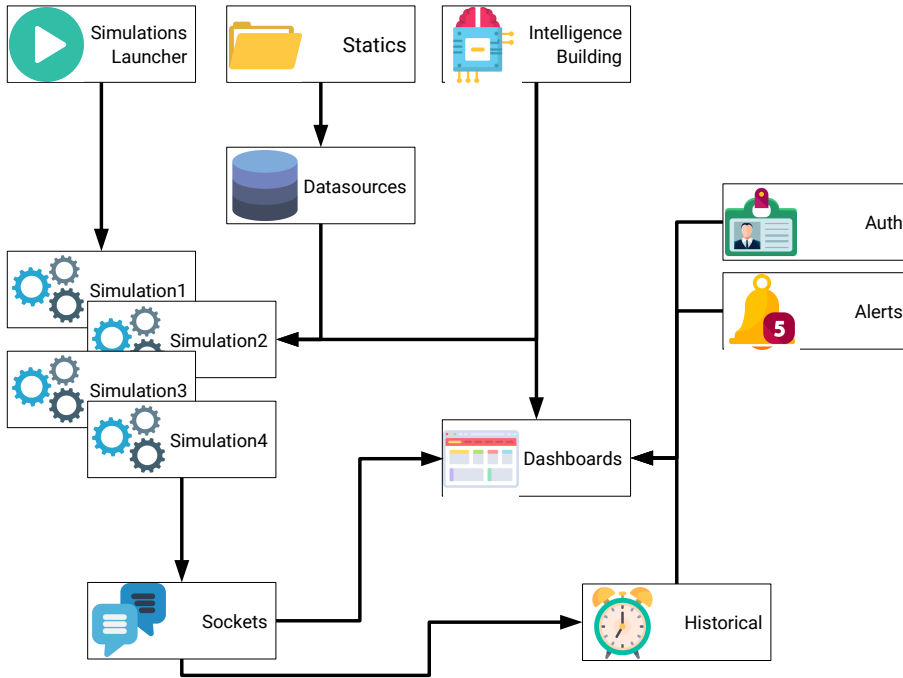 Simulations
Launcher
Statics
Intelligence
Building
Datasources
Auth
Simulation1
Alerts
5
Simulation2
Simulation3
Simulation4
Dashboards
Sockets
Historical